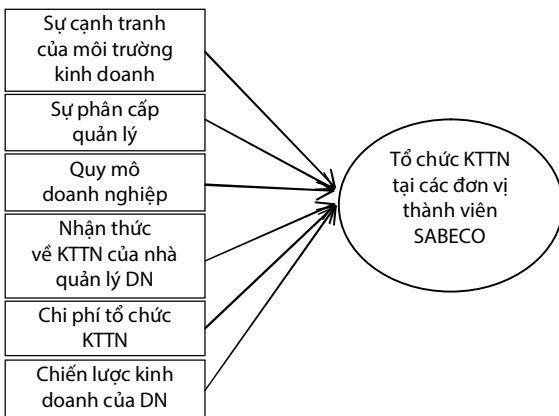 Sự cạnh tranh
của môi trường
kinh doanh
Sự phân cấp
quản lý
Quy mô
doanh nghiệp
Nhận thức
về KTTN của nhà
quản lý DN
Chi phí tổ chức
KTTN
Chiến lược kinh
doanh của DN
Tổ chức KTTN
tại các đơn vị
thành viên
SABECO